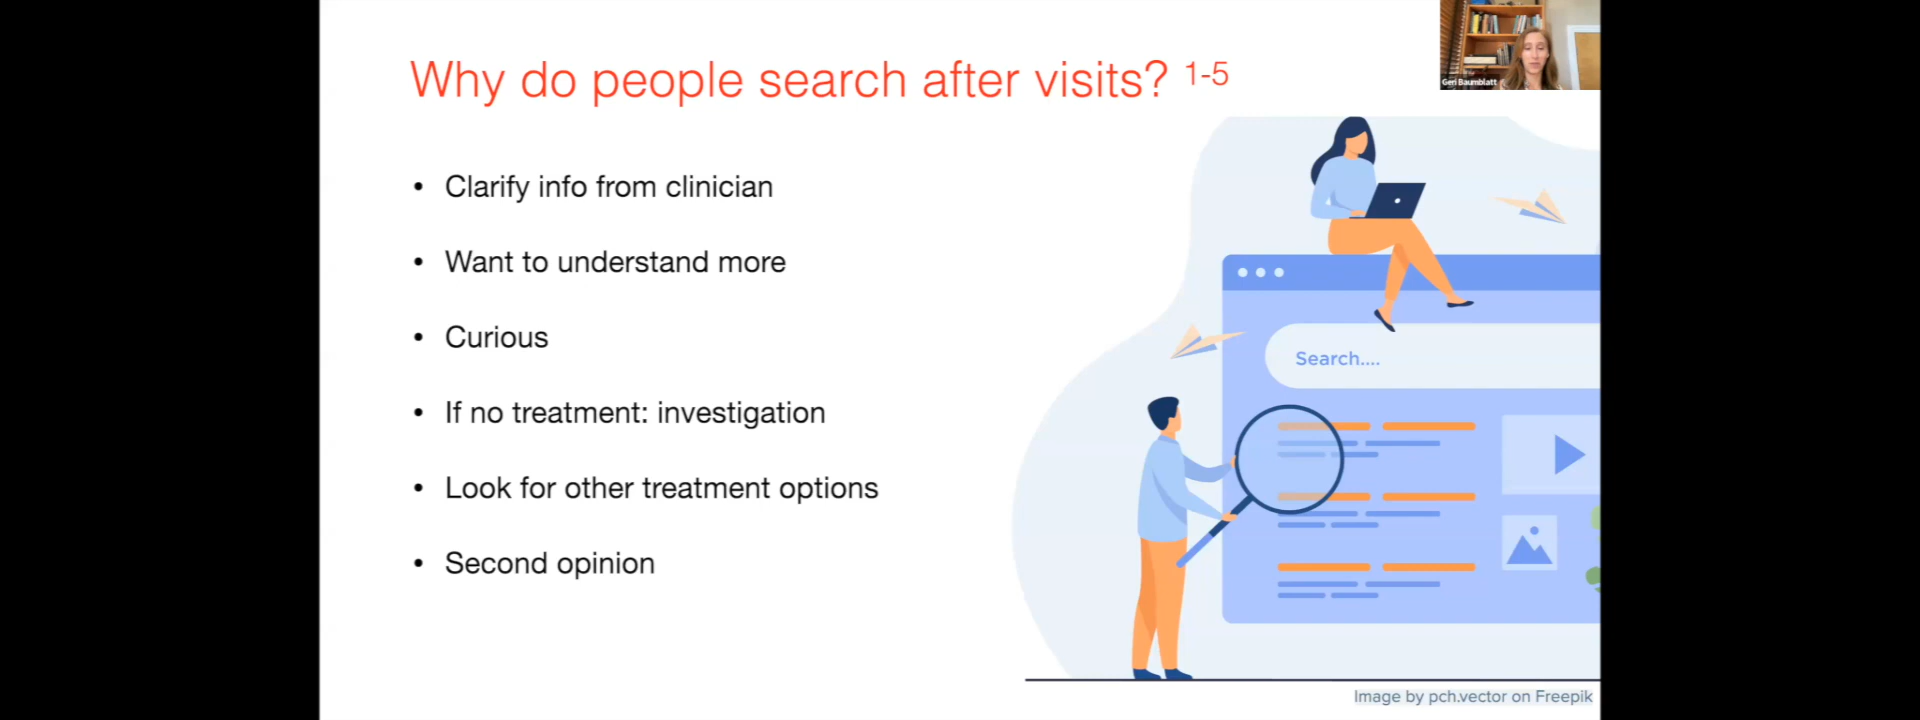 Why do people search after visits? 1-5
Geri Baumblatt
• Clarify info from clinician
• Want to understand more
• Curious
• If no treatment: investigation
• Look for other treatment options
• Second opinion
Search....
Image by pch.vector on Freepik